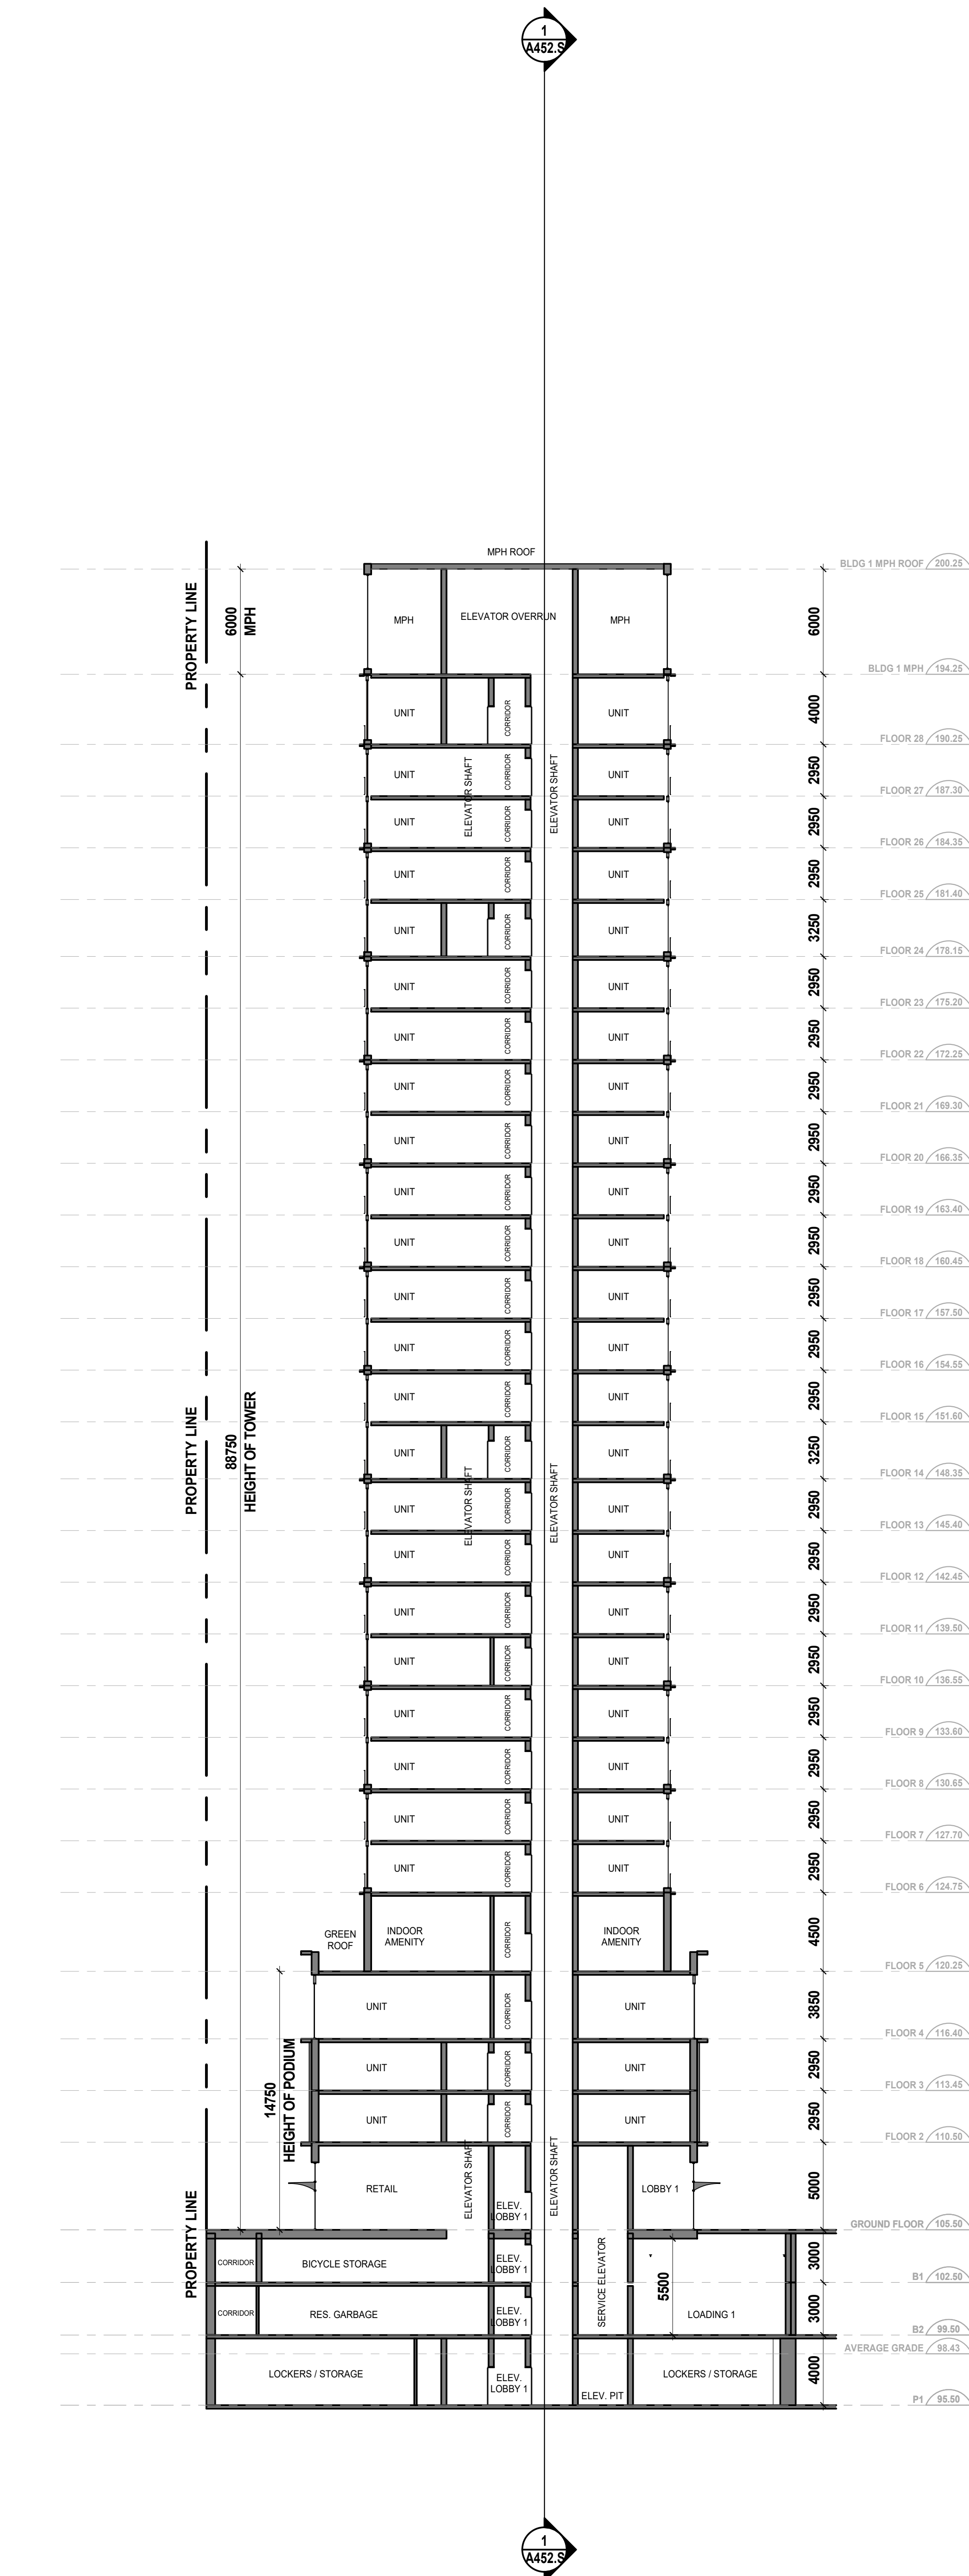 1
A452.S
MPH ROOF
BLDG 1 MPH ROOF 200.25
PROPERTY LINE
6000
MPH
MPH
ELEVATOR OVERRUN
MPH
6000
BLDG 1 MPH 194.25
UNIT
CORRIDOR
UNIT
4000
FLOOR 28 190.25
UNIT
ELEVATOR SHAFT
CORRIDOR
ELEVATOR SHAFT
UNIT
2950
FLOOR 27 187.30
UNIT
CORRIDOR
UNIT
2950
FLOOR 26 184.35
UNIT
CORRIDOR
UNIT
2950
FLOOR 25 181.40
UNIT
CORRIDOR
UNIT
3250
FLOOR 24 178.15
UNIT
CORRIDOR
UNIT
2950
FLOOR 23 175.20
UNIT
CORRIDOR
UNIT
2950
FLOOR 22 172.25
UNIT
CORRIDOR
UNIT
2950
FLOOR 21 169.30
UNIT
CORRIDOR
UNIT
2950
FLOOR 20 166.35
UNIT
CORRIDOR
UNIT
2950
FLOOR 19 163.40
UNIT
CORRIDOR
UNIT
2950
FLOOR 18 160.45
UNIT
CORRIDOR
UNIT
2950
FLOOR 17 157.50
UNIT
CORRIDOR
UNIT
2950
FLOOR 16 154.55
PROPERTY LINE
88750
HEIGHT OF TOWER
UNIT
CORRIDOR
UNIT
2950
FLOOR 15 151.60
UNIT
CORRIDOR
UNIT
3250
FLOOR 14 148.35
ELEVATOR SHAFT
ELEVATOR SHAFT
UNIT
CORRIDOR
UNIT
2950
FLOOR 13 145.40
UNIT
CORRIDOR
UNIT
2950
FLOOR 12 142.45
UNIT
CORRIDOR
UNIT
2950
FLOOR 11 139.50
UNIT
CORRIDOR
UNIT
2950
FLOOR 10 136.55
UNIT
CORRIDOR
UNIT
2950
FLOOR 9 133.60
UNIT
CORRIDOR
UNIT
2950
FLOOR 8 130.65
UNIT
CORRIDOR
UNIT
2950
FLOOR 7 127.70
UNIT
CORRIDOR
UNIT
2950
FLOOR 6 124.75
GREEN
ROOF
INDOOR
AMENITY
CORRIDOR
INDOOR
AMENITY
4500
FLOOR 5 120.25
UNIT
CORRIDOR
UNIT
3850
FLOOR 4 116.40
14750
HEIGHT OF PODIUM
UNIT
CORRIDOR
UNIT
2950
FLOOR 3 113.45
UNIT
CORRIDOR
UNIT
2950
FLOOR 2 110.50
PROPERTY LINE
RETAIL
ELEVATOR SHAFT
ELEV.
LOBBY 1
ELEVATOR SHAFT
LOBBY 1
5000
GROUND FLOOR 105.50
CORRIDOR
BICYCLE STORAGE
ELEV.
LOBBY 1
SERVICE ELEVATOR
5500
3000
B1 102.50
CORRIDOR
RES. GARBAGE
ELEV.
LOBBY 1
LOADING 1
3000
B2 99.50
AVERAGE GRADE 98.43
LOCKERS / STORAGE
ELEV.
LOBBY 1
ELEV. PIT
LOCKERS / STORAGE
4000
P1 95.50
1
A452.S